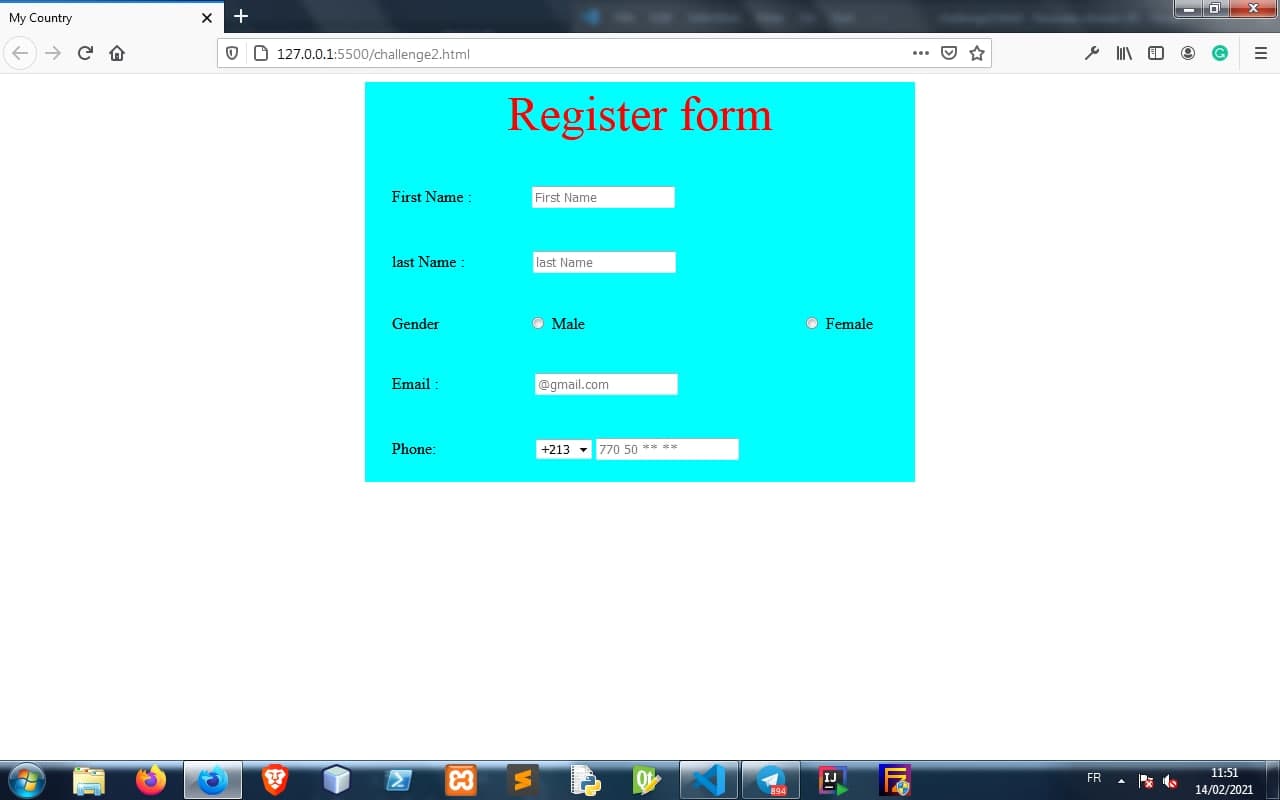 My Country
127.0.0.1:5500/challenge2.html
Register form
First Name : First Name
last Name : last Name
Gender Male Female
Email : @gmail.com
Phone: +213 770 50 ** **
894
IJ
FR 11:51
14/02/2021